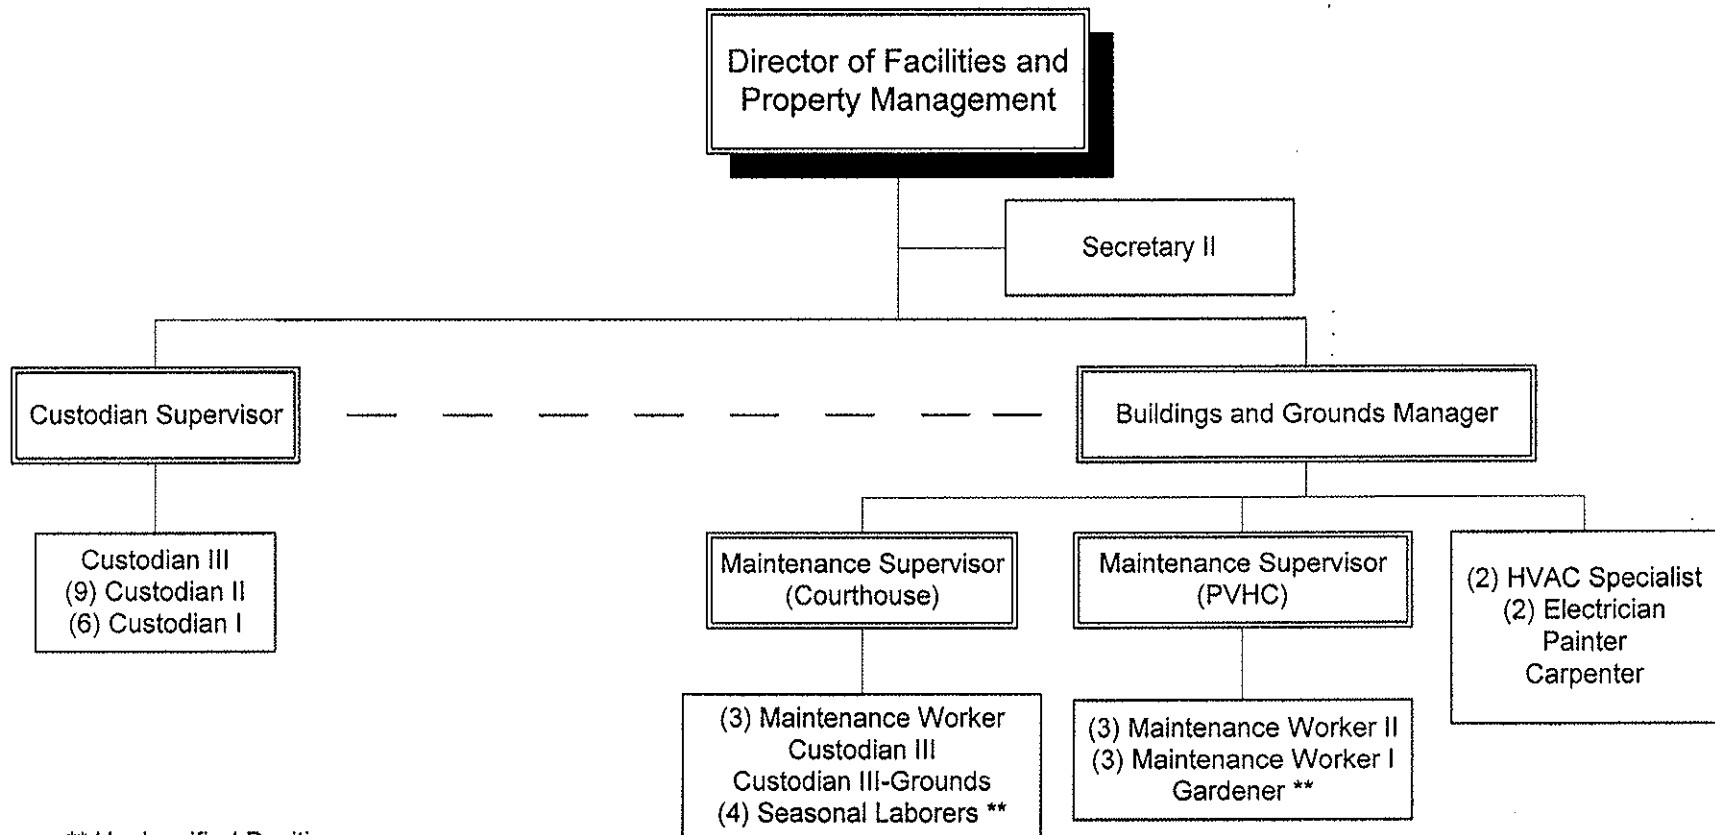 Director of Facilities and
Property Management
Secretary II
Custodian Supervisor
Buildings and Grounds Manager
Custodian III
(9) Custodian II
(6) Custodian I
Maintenance Supervisor
(Courthouse)
Maintenance Supervisor
(PVHC)
(2) HVAC Specialist
(2) Electrician
Painter
Carpenter
(3) Maintenance Worker
Custodian III
Custodian III-Grounds
(4) Seasonal Laborers **
(3) Maintenance Worker II
(3) Maintenance Worker I
Gardener **